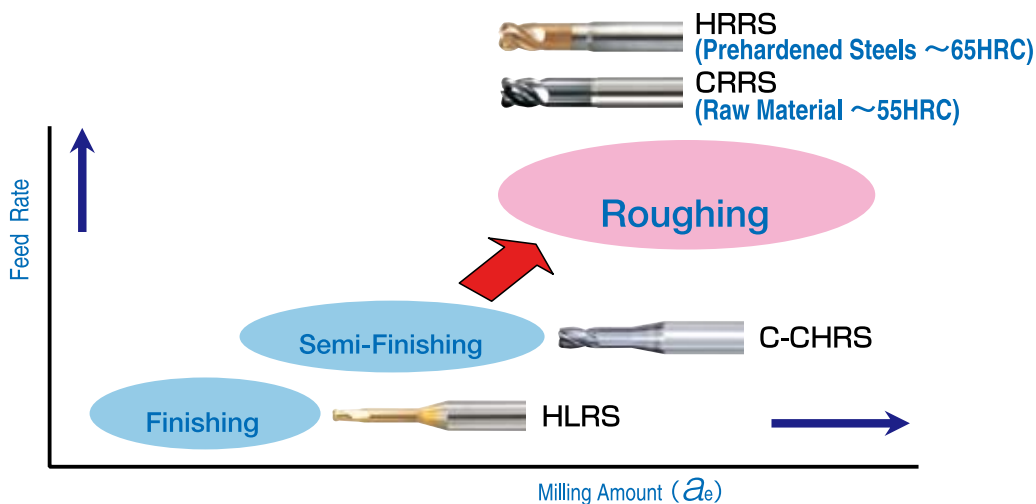 HRRS
(Prehardened Steels ～65HRC)
CRRS
(Raw Material ～55HRC)
Feed Rate
Roughing
Semi-Finishing
C-CHRS
Finishing
HLRS
Milling Amount (ae)